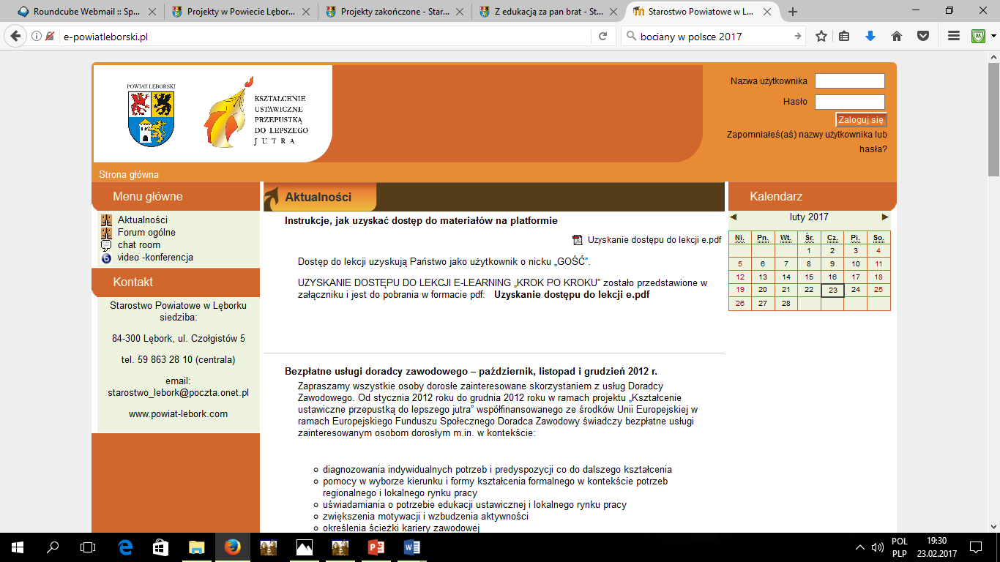 Roundcube Webmail :: Sp...
Projekty w Powiecie Lębor...
Projekty zakończone - Star...
Z edukacją za pan brat - St...
Starostwo Powiatowe w L...
e-powiatleborski.pl
bociany w polsce 2017
POWIAT LĘBORSKI
KSZTAŁCENIE
USTAWICZNE
PRZEPUSTKĄ
DO LEPSZEGO
JUTRA
Nazwa użytkownika
Hasło
Zaloguj się
Zapomniałeś(aś) nazwy użytkownika lub
hasła?
Strona główna
Menu główne
Aktualności
Forum ogólne
chat room
video -konferencja
Kontakt
Starostwo Powiatowe w Lęborku
siedziba:
84-300 Lębork, ul. Czołgistów 5
tel. 59 863 28 10 (centrala)
email:
starostwo_lebork@poczta.onet.pl
www.powiat-lebork.com
Aktualności
Instrukcje, jak uzyskać dostęp do materiałów na platformie
Uzyskanie dostępu do lekcji e.pdf
Dostęp do lekcji uzyskują Państwo jako użytkownik o nicku „GOŚĆ”.
UZYSKANIE DOSTĘPU DO LEKCJI E-LEARNING „KROK PO KROKU” zostało przedstawione w
załączniku i jest do pobrania w formacie pdf: Uzyskanie dostępu do lekcji e.pdf
Bezpłatne usługi doradcy zawodowego – październik, listopad i grudzień 2012 r.
Zapraszamy wszystkie osoby dorosłe zainteresowane skorzystaniem z usług Doradcy
Zawodowego. Od stycznia 2012 roku do grudnia 2012 roku w ramach projektu „Kształcenie
ustawiczne przepustką do lepszego jutra” współfinansowanego ze środków Unii Europejskiej w
ramach Europejskiego Funduszu Społecznego Doradca Zawodowy świadczy bezpłatne usługi
zainteresowanym osobom dorosłym m.in. w kontekście:
diagnozowania indywidualnych potrzeb i predyspozycji co do dalszego kształcenia
pomocy w wyborze kierunku i formy kształcenia formalnego w kontekście potrzeb
regionalnego i lokalnego rynku pracy
uświadamiania o potrzebie edukacji ustawicznej i lokalnego rynku pracy
zwiększenia motywacji i wzbudzenia aktywności
określenia ścieżki kariery zawodowej
Kalendarz
luty 2017
Ni. Pn. Wt. Śr. Cz. Pi. So.
1 2 3 4
5 6 7 8 9 10 11
12 13 14 15 16 17 18
19 20 21 22 23 24 25
26 27 28
POL
PLP
19:30
23.02.2017